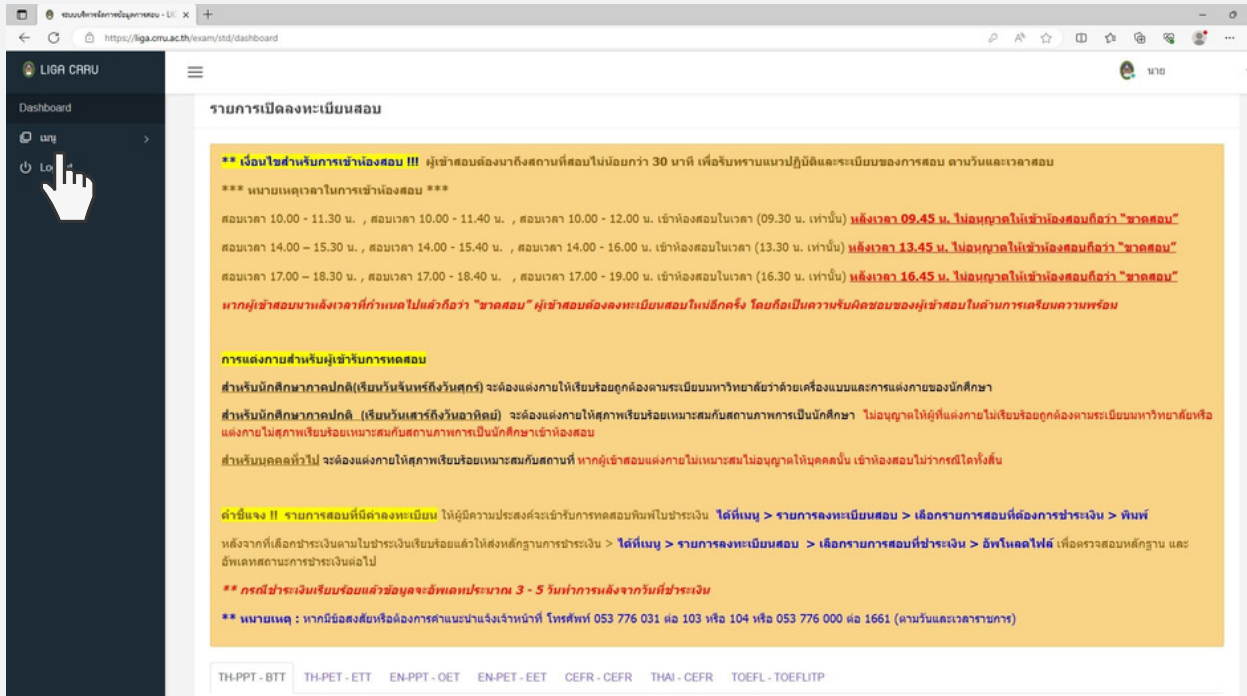 ระบบบริหารจัดการข้อมูลการสอบ - LIG
https://liga.crru.ac.th/exam/std/dashboard
LIGA CRRU
นาย
Dashboard
เมนู
รายการเปิดลงทะเบียนสอบ
** เงื่อนไขสำหรับการเข้าห้องสอบ !!! ผู้เข้าสอบต้องมาถึงสถานที่สอบไม่น้อยกว่า 30 นาที เพื่อรับทราบแนวปฏิบัติและระเบียบของการสอบ ตามวันและเวลาสอบ
*** หมายเหตุเวลาในการเข้าห้องสอบ ***
สอบเวลา 10.00 - 11.30 น. , สอบเวลา 10.00 - 11.40 น. , สอบเวลา 10.00 - 12.00 น. เข้าห้องสอบในเวลา (09.30 น. เท่านั้น) หลังเวลา 09.45 น. ไม่อนุญาตให้เข้าห้องสอบถือว่า "ขาดสอบ"
สอบเวลา 14.00 – 15.30 น. , สอบเวลา 14.00 - 15.40 น. , สอบเวลา 14.00 - 16.00 น. เข้าห้องสอบในเวลา (13.30 น. เท่านั้น) หลังเวลา 13.45 น. ไม่อนุญาตให้เข้าห้องสอบถือว่า "ขาดสอบ"
สอบเวลา 17.00 – 18.30 น. , สอบเวลา 17.00 - 18.40 น. , สอบเวลา 17.00 - 19.00 น. เข้าห้องสอบในเวลา (16.30 น. เท่านั้น) หลังเวลา 16.45 น. ไม่อนุญาตให้เข้าห้องสอบถือว่า "ขาดสอบ"
หากผู้เข้าสอบมาหลังเวลาที่กำหนดไปแล้วถือว่า "ขาดสอบ" ผู้เข้าสอบต้องลงทะเบียนสอบใหม่อีกครั้ง โดยถือเป็นความรับผิดชอบของผู้เข้าสอบในด้านการเตรียมความพร้อม
การแต่งกายสำหรับผู้เข้ารับการทดสอบ
สำหรับนักศึกษาภาคปกติ(เรียนวันจันทร์ถึงวันศุกร์) จะต้องแต่งกายให้เรียบร้อยถูกต้องตามระเบียบมหาวิทยาลัยว่าด้วยเครื่องแบบและการแต่งกายของนักศึกษา
สำหรับนักศึกษาภาคปกติ (เรียนวันเสาร์ถึงวันอาทิตย์) จะต้องแต่งกายให้สุภาพเรียบร้อยเหมาะสมกับสถานภาพการเป็นนักศึกษา ไม่อนุญาตให้ผู้ที่แต่งกายไม่เรียบร้อยถูกต้องตามระเบียบมหาวิทยาลัยหรือ
แต่งกายไม่สุภาพเรียบร้อยเหมาะสมกับสถานภาพการเป็นนักศึกษาเข้าห้องสอบ
สำหรับบุคคลทั่วไป จะต้องแต่งกายให้สุภาพเรียบร้อยเหมาะสมกับสถานที่ หากผู้เข้าสอบแต่งกายไม่เหมาะสมไม่อนุญาตให้บุคคลนั้น เข้าห้องสอบไม่ว่ากรณีใดทั้งสิ้น
คำชี้แจง !! รายการสอบที่มีค่าลงทะเบียน ให้ผู้มีความประสงค์จะเข้ารับการทดสอบพิมพ์ใบชำระเงิน ได้ที่เมนู > รายการลงทะเบียนสอบ > เลือกรายการสอบที่ต้องการชำระเงิน > พิมพ์
หลังจากที่เลือกชำระเงินตามใบชำระเงินเรียบร้อยแล้วให้ส่งหลักฐานการชำระเงิน > ได้ที่เมนู > รายการลงทะเบียนสอบ > เลือกรายการสอบที่ชำระเงิน > อัพโหลดไฟล์ เพื่อตรวจสอบหลักฐาน และ
อัพเดทสถานะการชำระเงินต่อไป
** กรณีชำระเงินเรียบร้อยแล้วข้อมูลจะอัพเดทประมาณ 3 - 5 วันทำการหลังจากวันที่ชำระเงิน
** หมายเหตุ : หากมีข้อสงสัยหรือต้องการคำแนะนำแจ้งเจ้าหน้าที่ โทรศัพท์ 053 776 031 ต่อ 103 หรือ 104 หรือ 053 776 000 ต่อ 1661 (ตามวันและเวลาราชการ)
TH-PPT - BTT TH-PET - ETT EN-PPT - OET EN-PET - EET CEFR - CEFR THAI - CEFR TOEFL - TOEFLITP